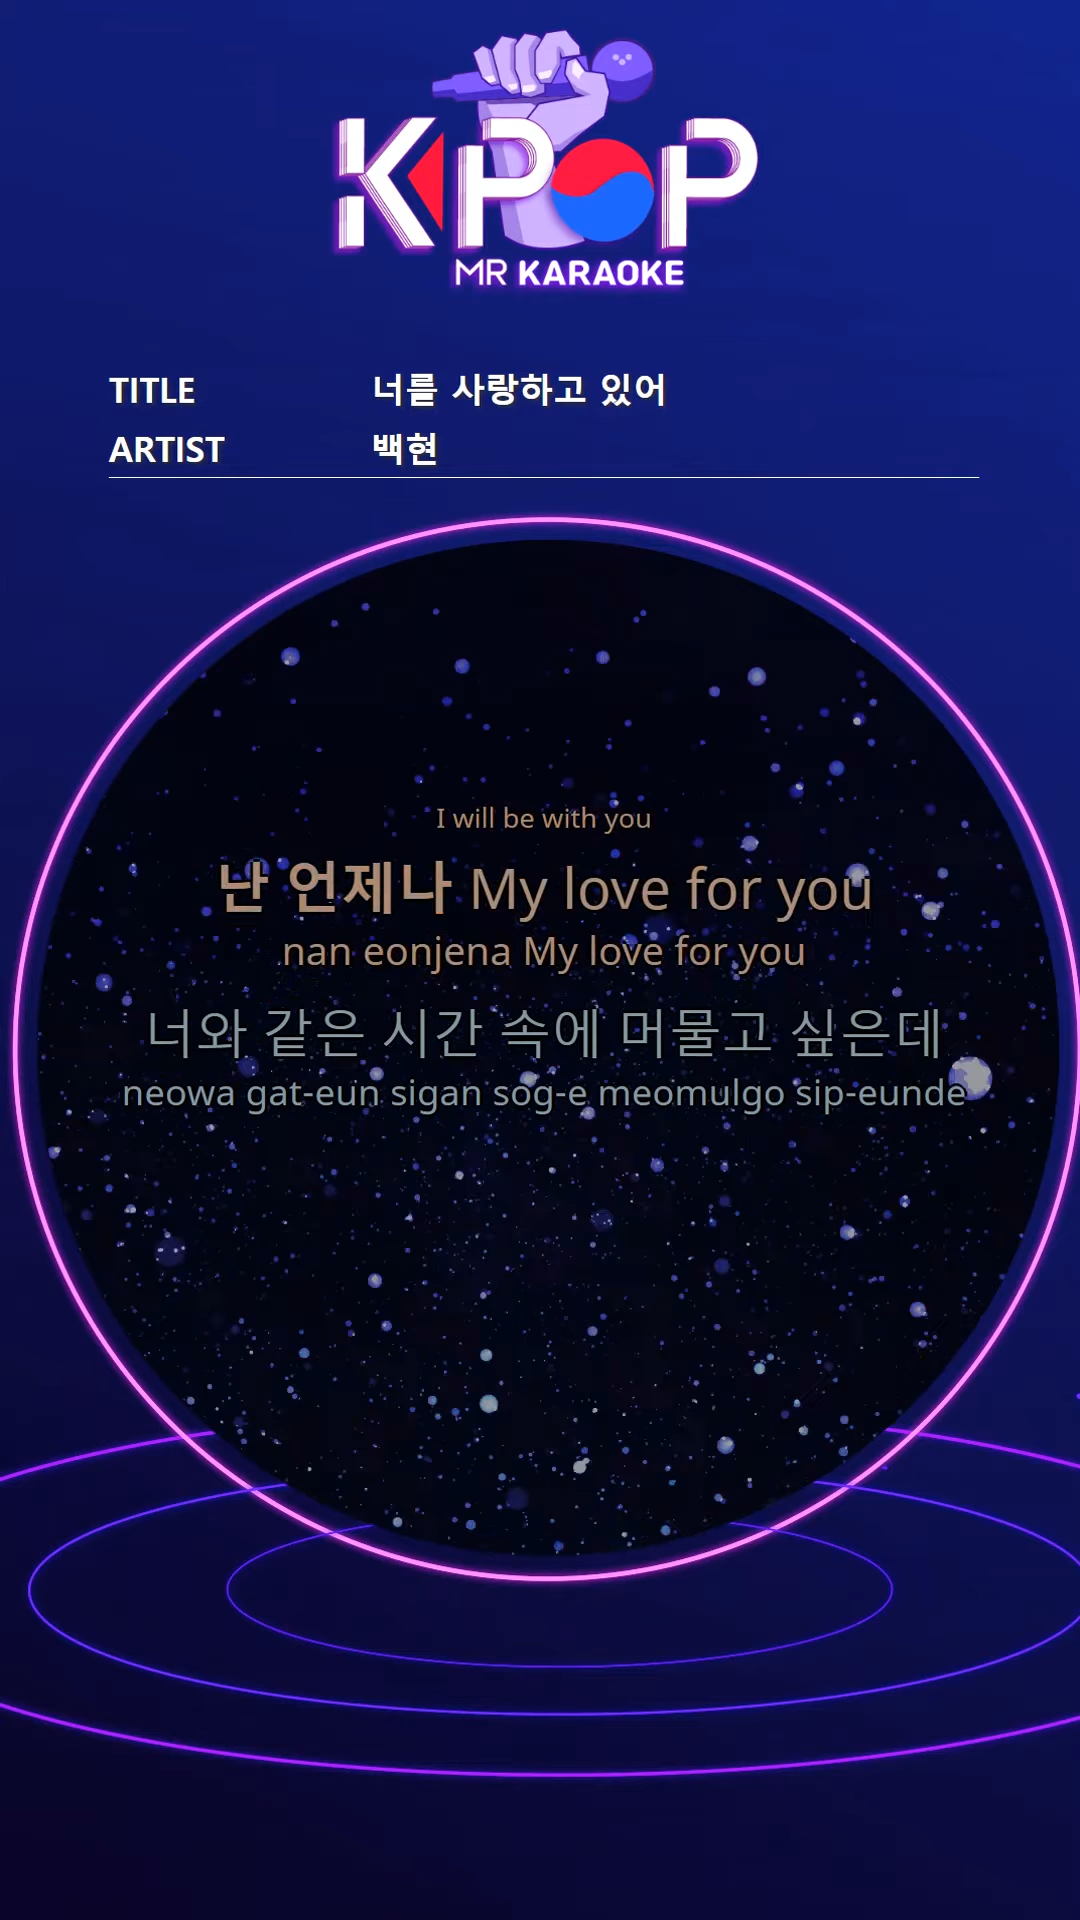 KPOP
MR KARAOKE
TITLE 너를 사랑하고 있어
ARTIST 백현
I will be with you
난 언제나 My love for you
nan eonjena My love for you
너와 같은 시간 속에 머물고 싶은데
neowa gat-eun sigan sog-e meomulgo sip-eunde